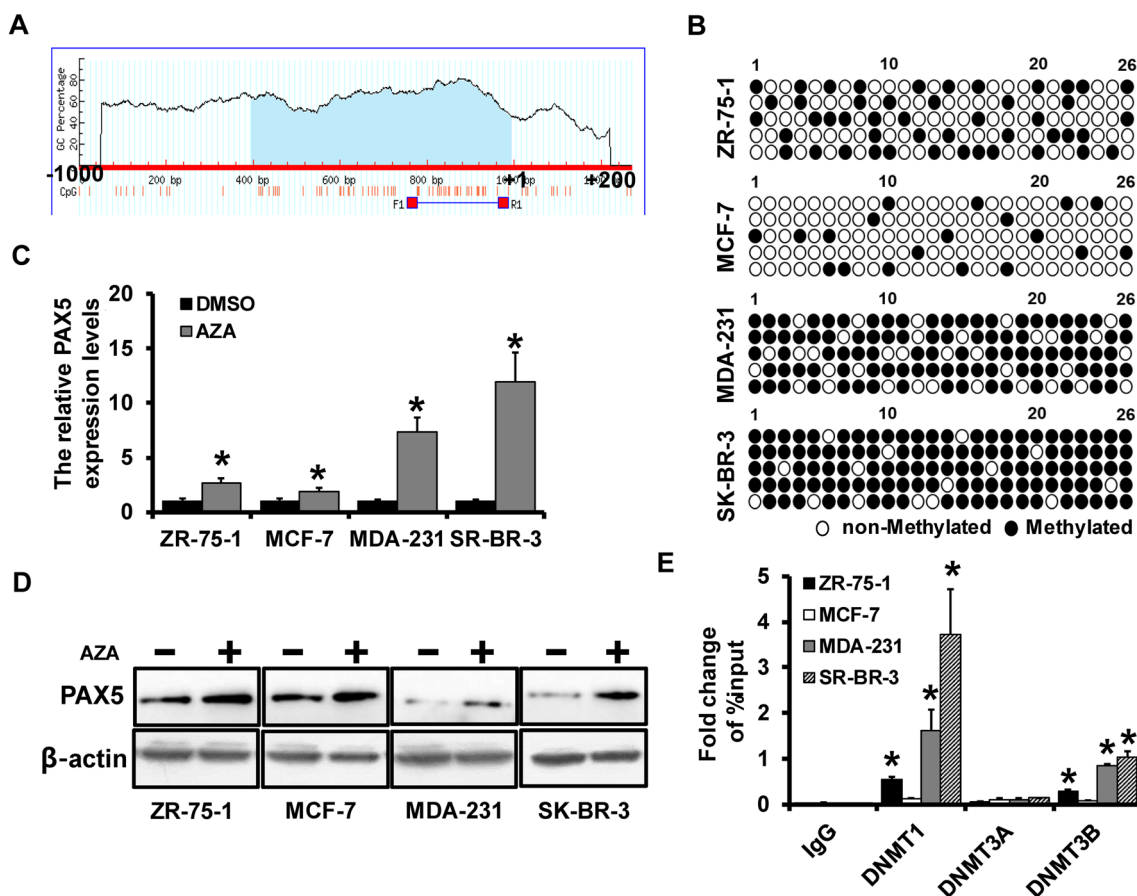 A
GC Percentage
80
60
40
20
0
-1000
200 bp
400 bp
600 bp
800 bp
+1
+200
CpG
F1
R1
B
1 10 20 26
ZR-75-1
MCF-7
1 10 20 26
MDA-231
1 10 20 26
SK-BR-3
non-Methylated
Methylated
C
The relative PAX5
expression levels
20
15
10
5
0
DMSO
AZA
* * * *
ZR-75-1 MCF-7 MDA-231 SR-BR-3
D
AZA − + − + − + − +
PAX5
β-actin
ZR-75-1 MCF-7 MDA-231 SK-BR-3
E
Fold change
of %input
5
4
3
2
1
0
ZR-75-1
MCF-7
MDA-231
SR-BR-3
* * * * * *
IgG
DNMT1
DNMT3A
DNMT3B